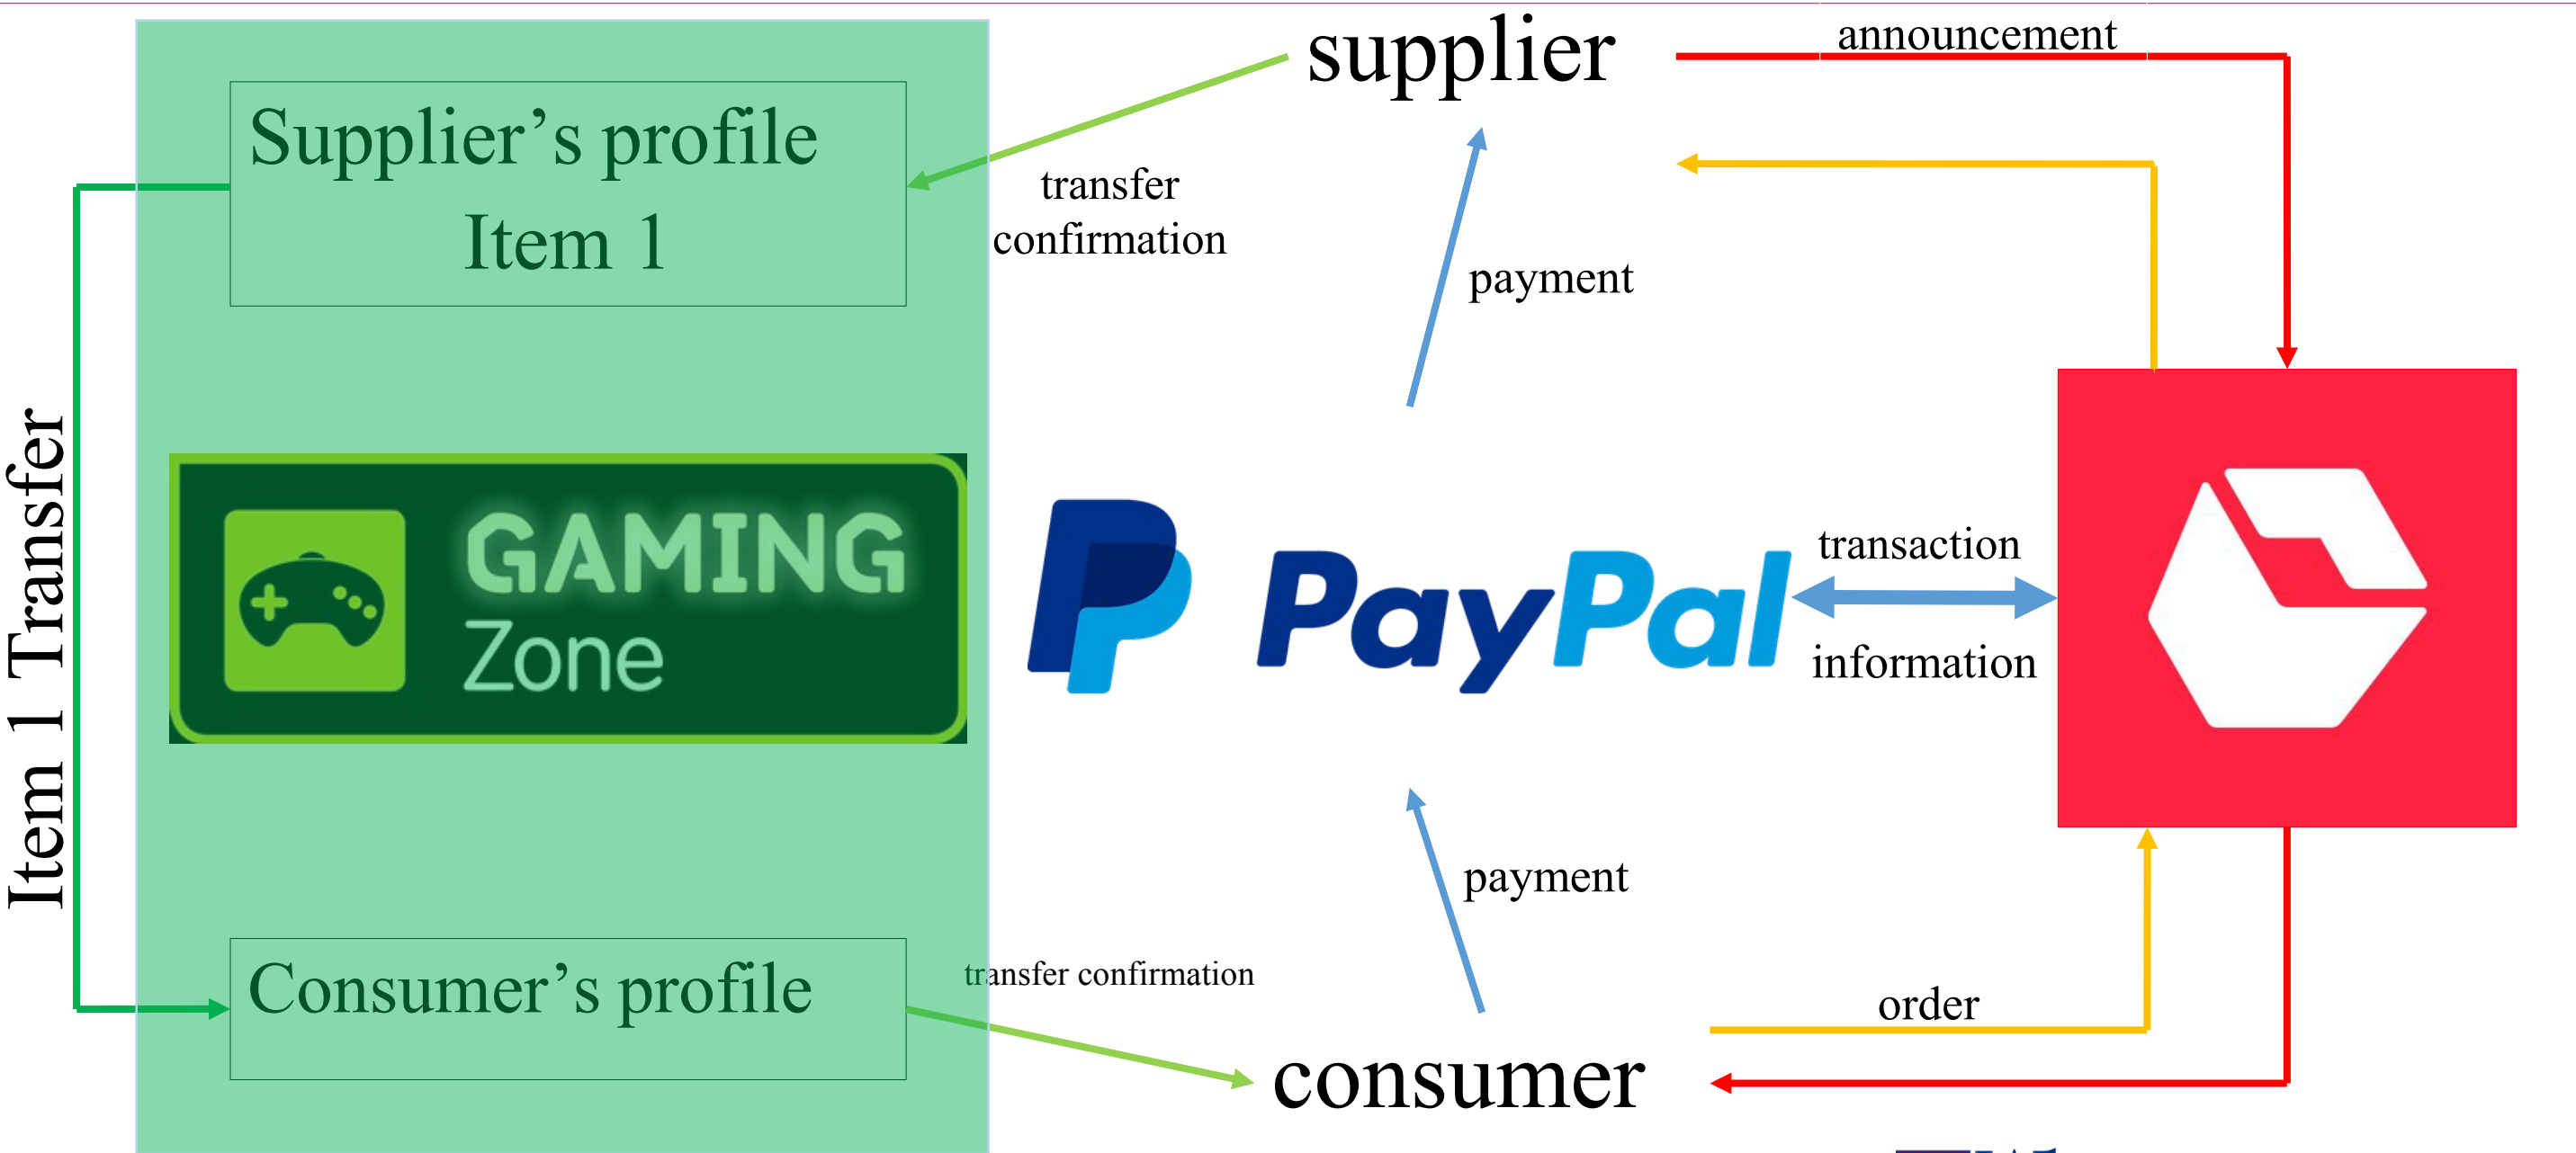 supplier
announcement
Supplier’s profile
Item 1
transfer
confirmation
payment
Item 1 Transfer
GAMING
Zone
PayPal
transaction
information
payment
Consumer’s profile
transfer confirmation
order
consumer